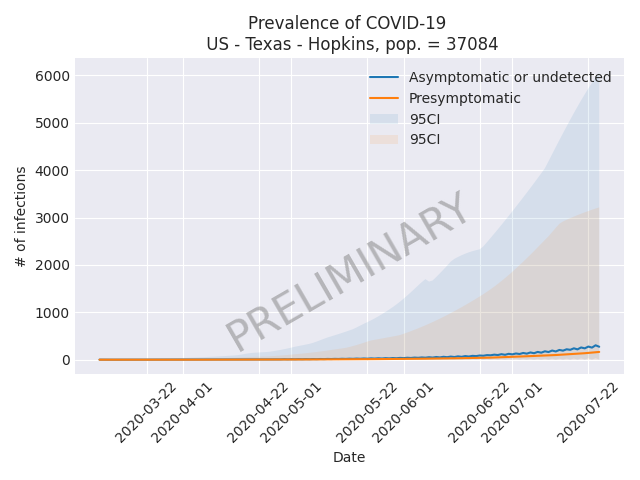 Prevalence of COVID-19
US - Texas - Hopkins, pop. = 37084
Asymptomatic or undetected
Presymptomatic
95CI
95CI
6000
5000
4000
3000
2000
1000
0
# of infections
PRELIMINARY
2020-03-22
2020-04-01
2020-04-22
2020-05-01
2020-05-22
2020-06-01
2020-06-22
2020-07-01
2020-07-22
Date